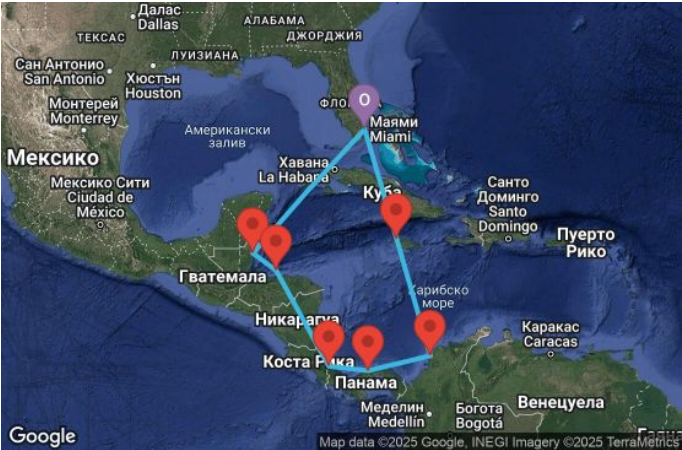 Далас
Dallas
АЛАБАМА
ТЕКСАС
ДЖОРДЖИЯ
ЛУИЗИАНА
Сан Антонио
San Antonio
Хюстън
Houston
Монтерей
Monterrey
ФЛО
O
Маями
Miami
Американски
залив
Мексико
Хавана
La Habana
Мексико Сити
Ciudad de
México
Куба
Санто
Доминго
Santo
Domingo
Пуерто
Рико
Гватемала
Карибско
море
Никарагуа
Каракас
Caracas
Коста Рика
Панама
Венецуела
Меделин
Medellín
Богота
Bogotá
Google
Map data ©2025 Google, INEGI Imagery ©2025 TerraMetrics